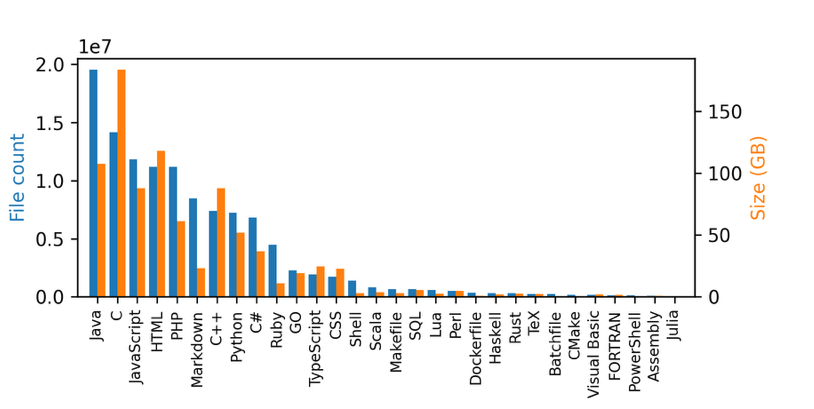 1e7
2.0
1.5
1.0
0.5
0.0
File count
150
100
50
0
Size (GB)
Java
C
JavaScript
HTML
PHP
Markdown
C++
Python
C#
Ruby
GO
TypeScript
CSS
Shell
Scala
Makefile
SQL
Lua
Perl
Dockerfile
Haskell
Rust
TeX
Batchfile
CMake
Visual Basic
FORTRAN
PowerShell
Assembly
Julia